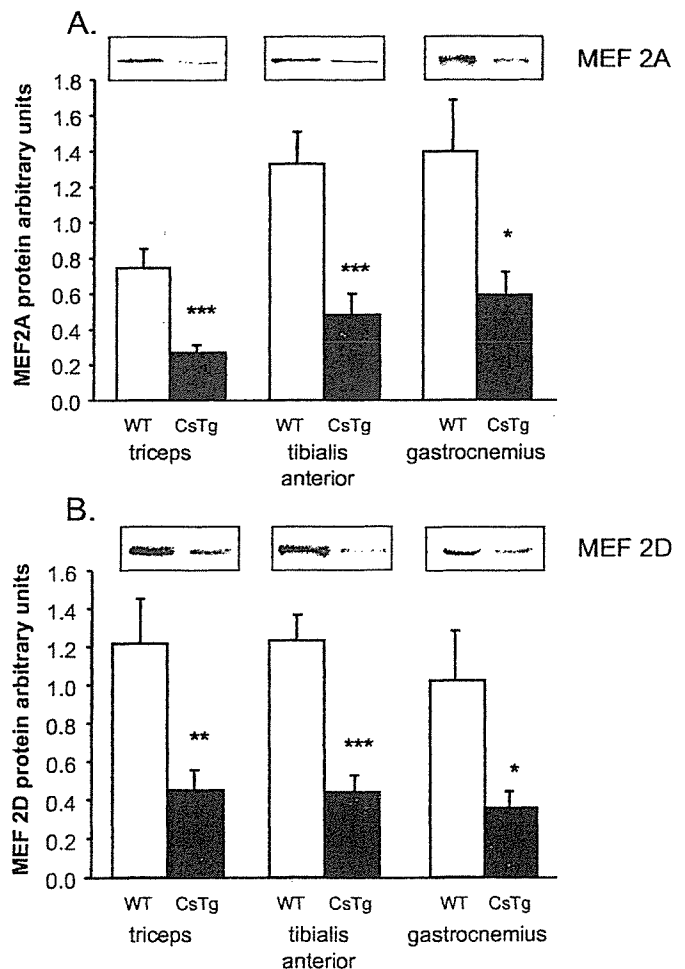 A.
MEF 2A
MEF2A protein arbitrary units
1.8
1.6
1.4
1.2
1.0
0.8
0.6
0.4
0.2
0.0
***
***
*
WT CsTg WT CsTg WT CsTg
triceps tibialis gastrocnemius
anterior
B.
MEF 2D
MEF 2D protein arbitrary units
1.6
1.4
1.2
1.0
0.8
0.6
0.4
0.2
0.0
**
***
*
WT CsTg WT CsTg WT CsTg
triceps tibialis gastrocnemius
anterior